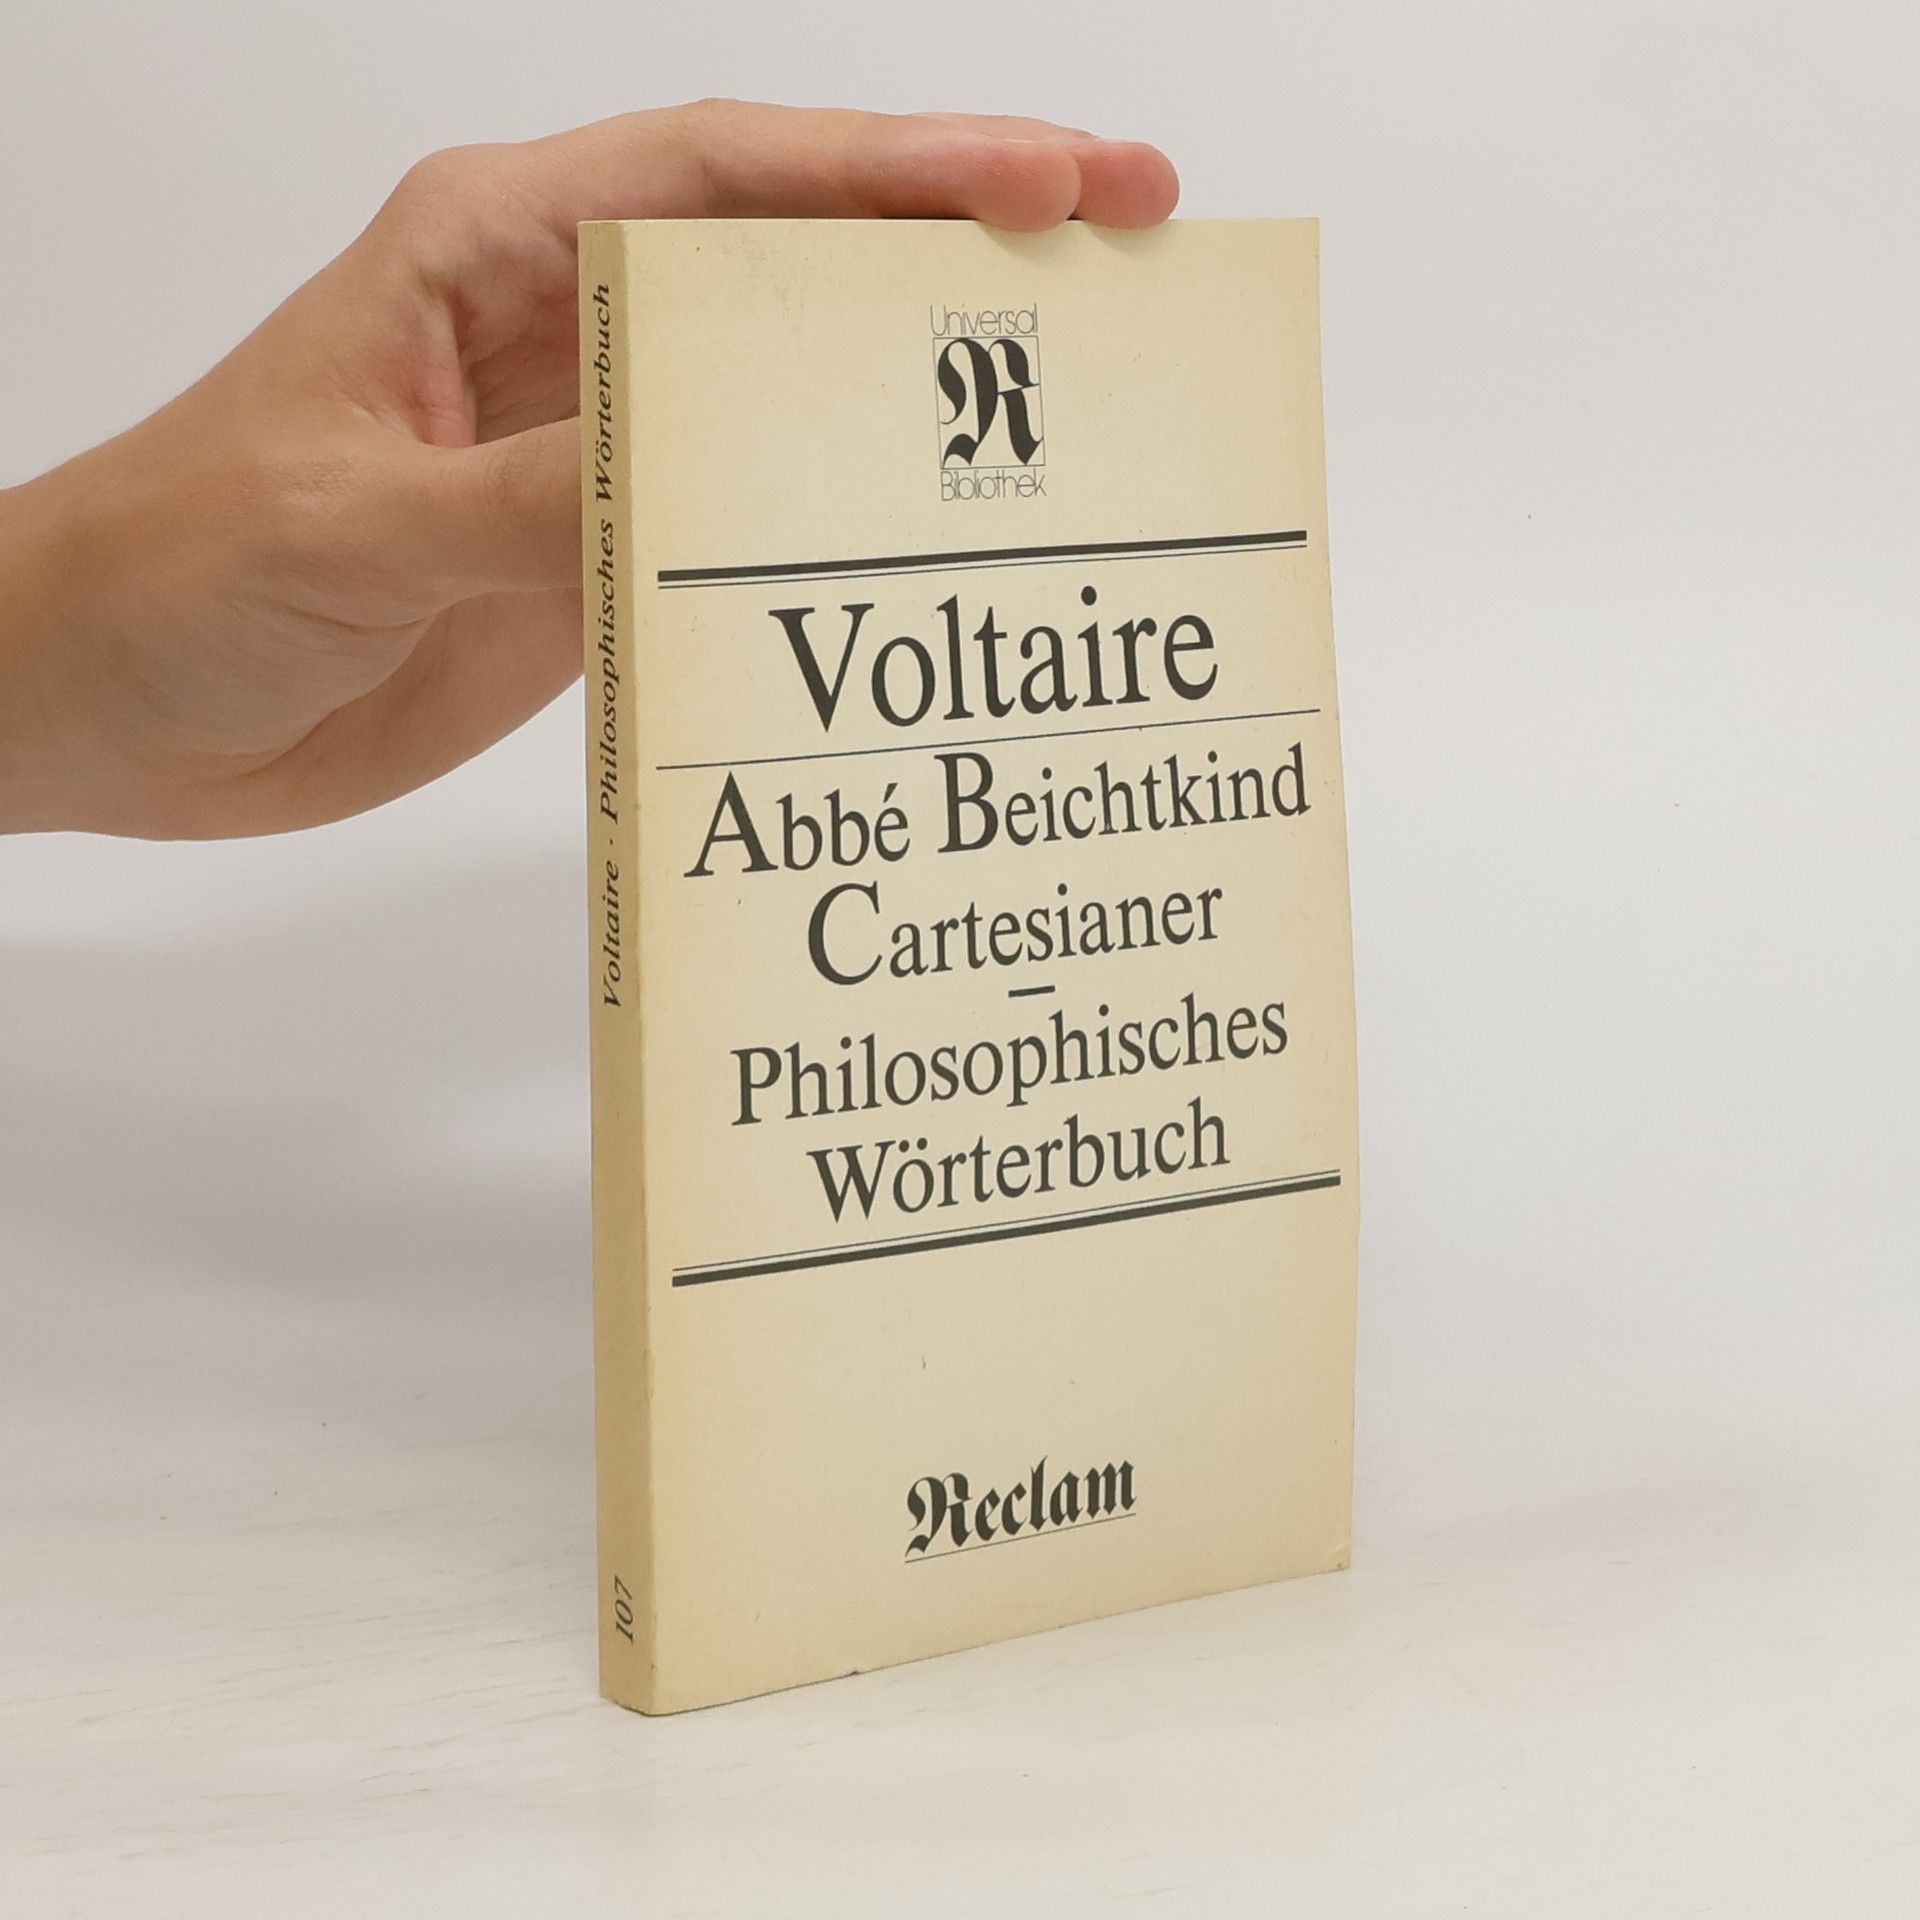 Universal
R
Bibliothek
Voltaire
Abbé Beichtkind
Cartesianer
–
Philosophisches
Wörterbuch
Reclam
Voltaire · Philosophisches Wörterbuch
107